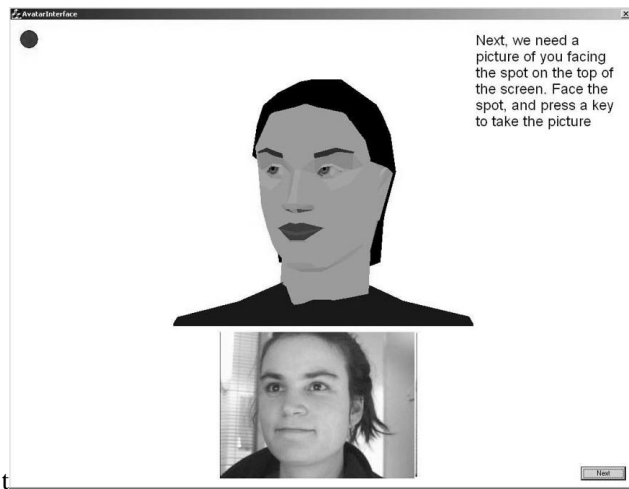 AvatarInterface
Next, we need a
picture of you facing
the spot on the top of
the screen. Face the
spot, and press a key
to take the picture
Next
t